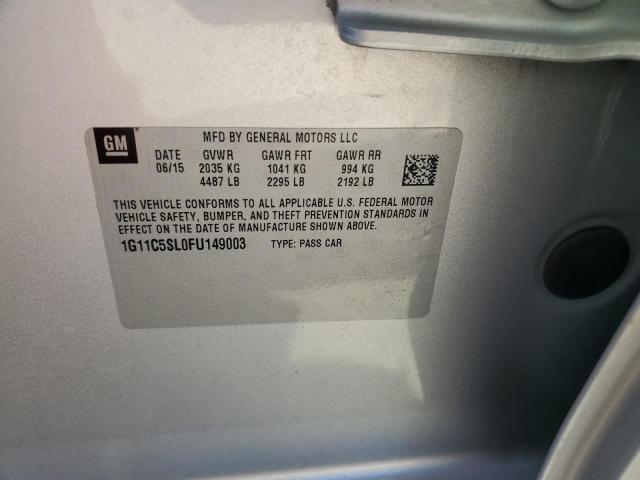 GM
MFD BY GENERAL MOTORS LLC
DATE GVWR GAWR FRT GAWR RR
06/15 2035 KG 1041 KG 994 KG
4487 LB 2295 LB 2192 LB
THIS VEHICLE CONFORMS TO ALL APPLICABLE U.S. FEDERAL MOTOR
VEHICLE SAFETY, BUMPER, AND THEFT PREVENTION STANDARDS IN
EFFECT ON THE DATE OF MANUFACTURE SHOWN ABOVE.
1G11C5SL0FU149003 TYPE: PASS CAR